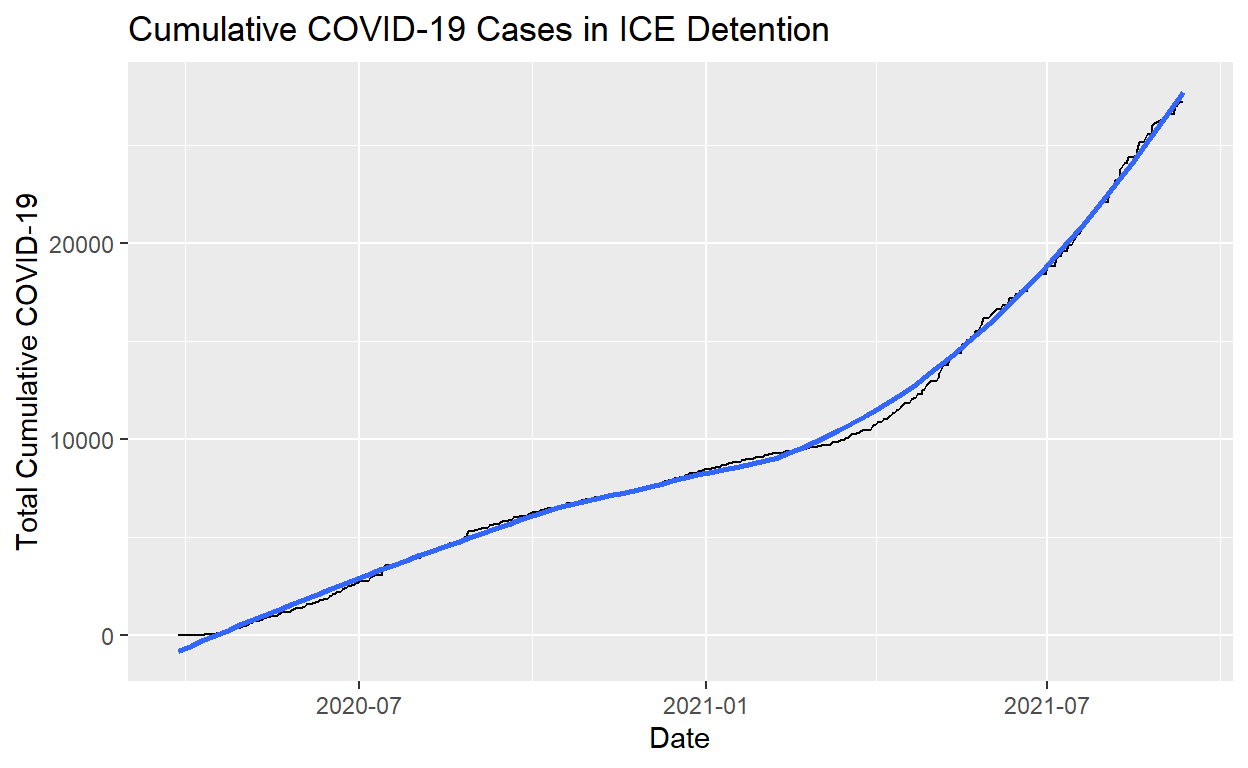 Cumulative COVID-19 Cases in ICE Detention
Total Cumulative COVID-19
20000
10000
0
2020-07
2021-01
2021-07
Date